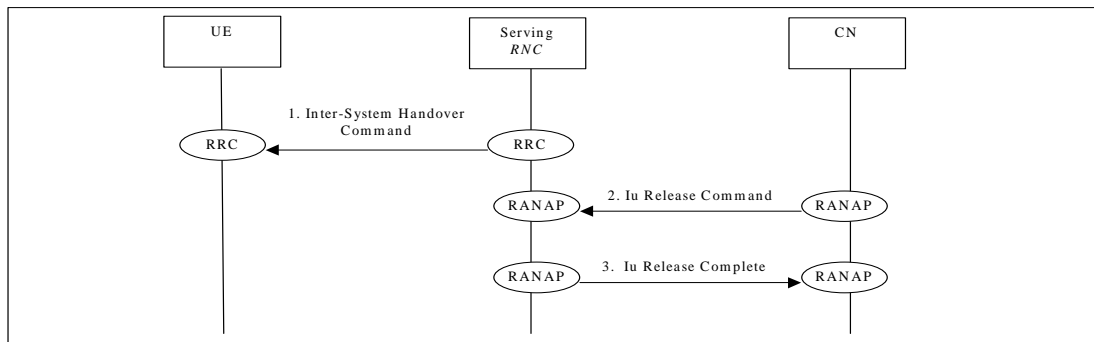 UE
Serving
RNC
CN
1. Inter-System Handover
Command
RRC
RRC
2. Iu Release Command
RANAP
RANAP
3. Iu Release Complete
RANAP
RANAP